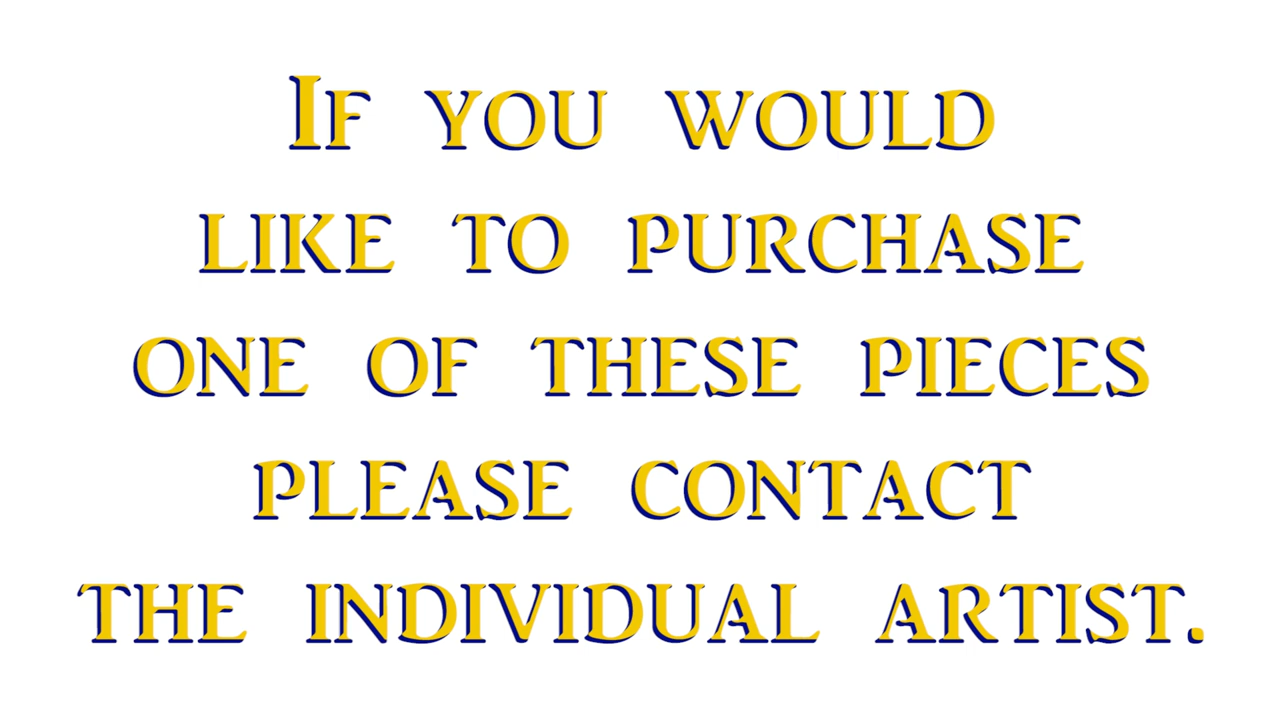 If you would
like to purchase
one of these pieces
please contact
the individual artist.